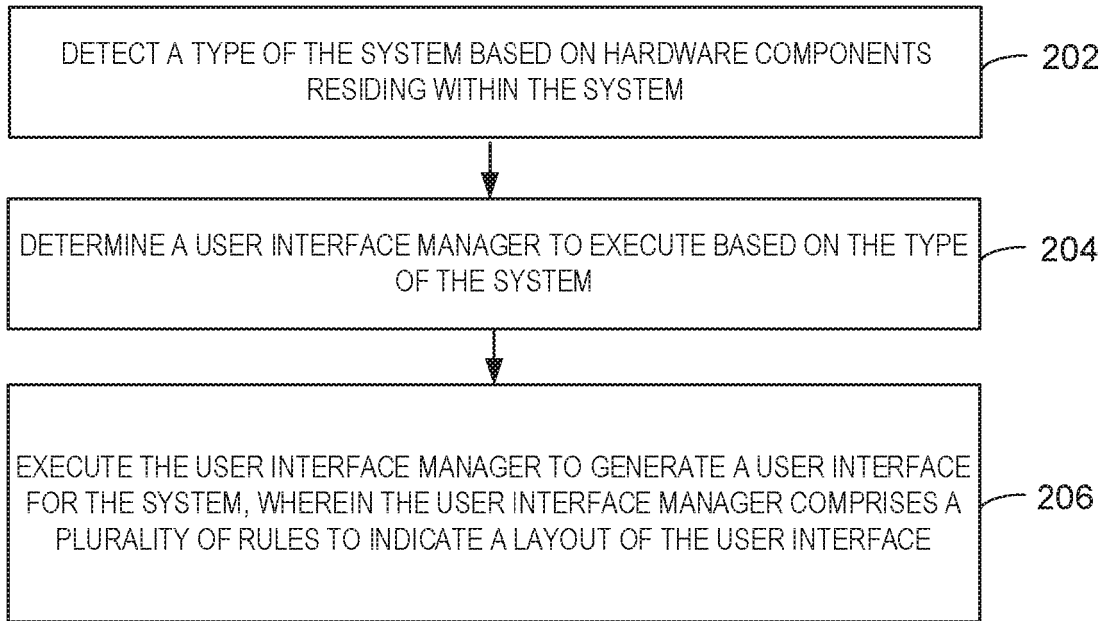 DETECT A TYPE OF THE SYSTEM BASED ON HARDWARE COMPONENTS
RESIDING WITHIN THE SYSTEM
202
DETERMINE A USER INTERFACE MANAGER TO EXECUTE BASED ON THE TYPE
OF THE SYSTEM
204
EXECUTE THE USER INTERFACE MANAGER TO GENERATE A USER INTERFACE
FOR THE SYSTEM, WHEREIN THE USER INTERFACE MANAGER COMPRISES A
PLURALITY OF RULES TO INDICATE A LAYOUT OF THE USER INTERFACE
206